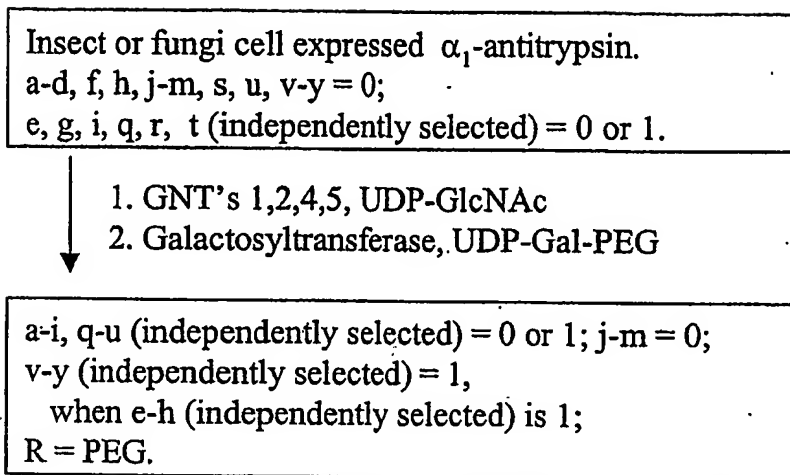 Insect or fungi cell expressed α₁-antitrypsin.
a-d, f, h, j-m, s, u, v-y = 0;
e, g, i, q, r, t (independently selected) = 0 or 1.
1. GNT's 1,2,4,5, UDP-GlcNAc
2. Galactosyltransferase, UDP-Gal-PEG
a-i, q-u (independently selected) = 0 or 1; j-m = 0;
v-y (independently selected) = 1,
when e-h (independently selected) is 1;
R = PEG.